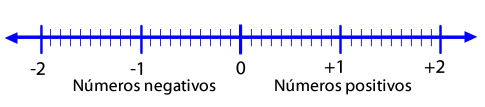 -2 -1 0 +1 +2
Números negativos Números positivos